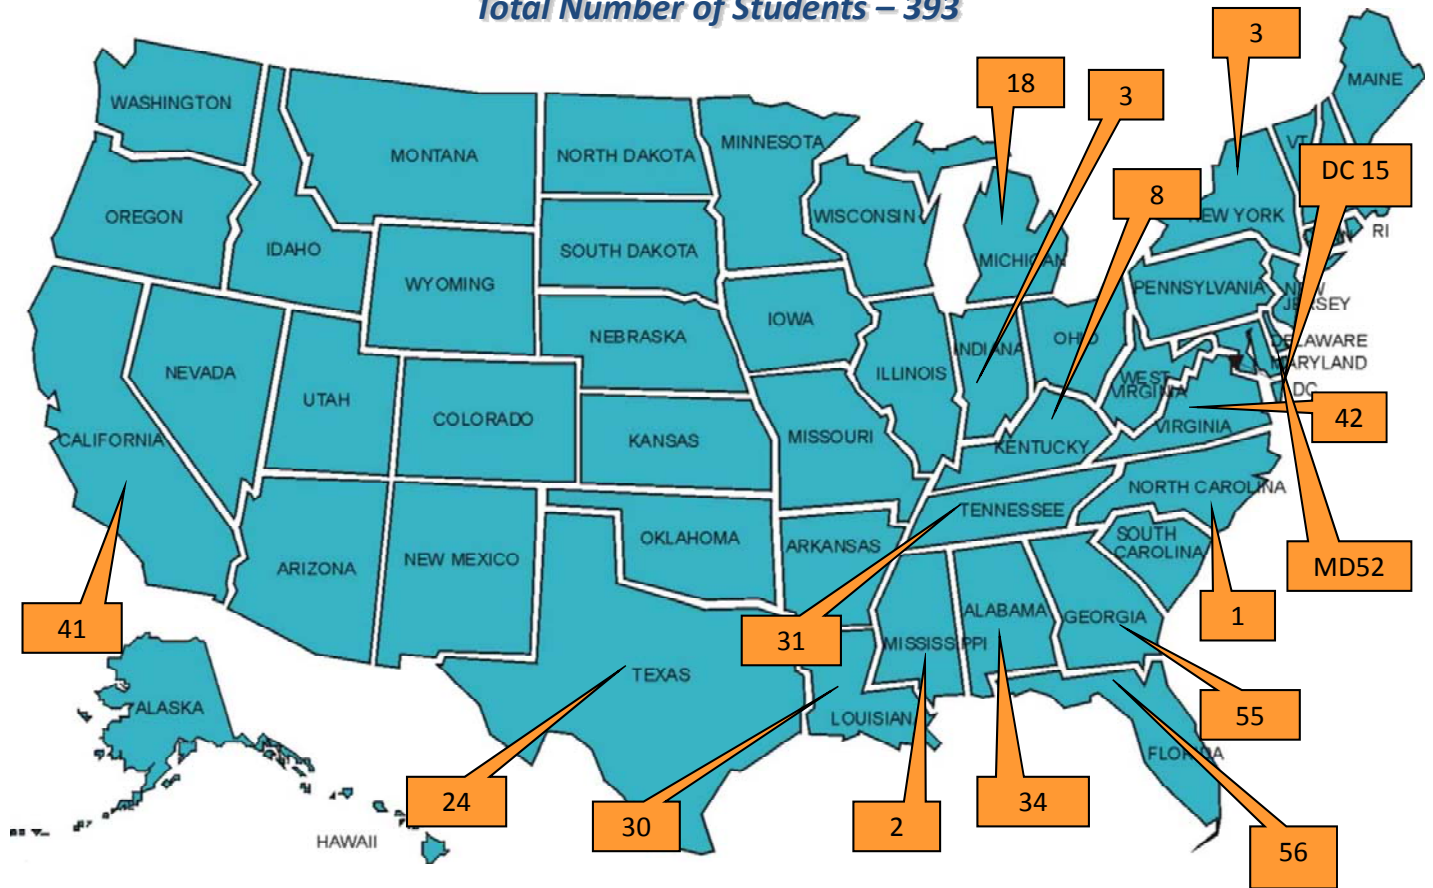 Total Number of Students – 393
3
18
3
MAINE
WASHINGTON
MINNESOTA
VT
MONTANA
NORTH DAKOTA
DC 15
8
OREGON
WISCONSIN
NEW YORK
RI
IDAHO
SOUTH DAKOTA
MICHIGAN
WYOMING
PENNSYLVANIA
NEW
JERSEY
IOWA
NEBRASKA
OHIO
DELAWARE
INDIANA
MARYLAND
NEVADA
ILLINOIS
WEST
VIRGINIA
DC
UTAH
42
COLORADO
VIRGINIA
CALIFORNIA
KANSAS
MISSOURI
KENTUCKY
NORTH CAROLINA
TENNESSEE
OKLAHOMA
SOUTH
CAROLINA
ARKANSAS
NEW MEXICO
ARIZONA
MD52
ALABAMA
GEORGIA
1
41
31
MISSISSIPPI
TEXAS
ALASKA
LOUISIAN
55
FLORIDA
24
30
2
34
HAWAII
56